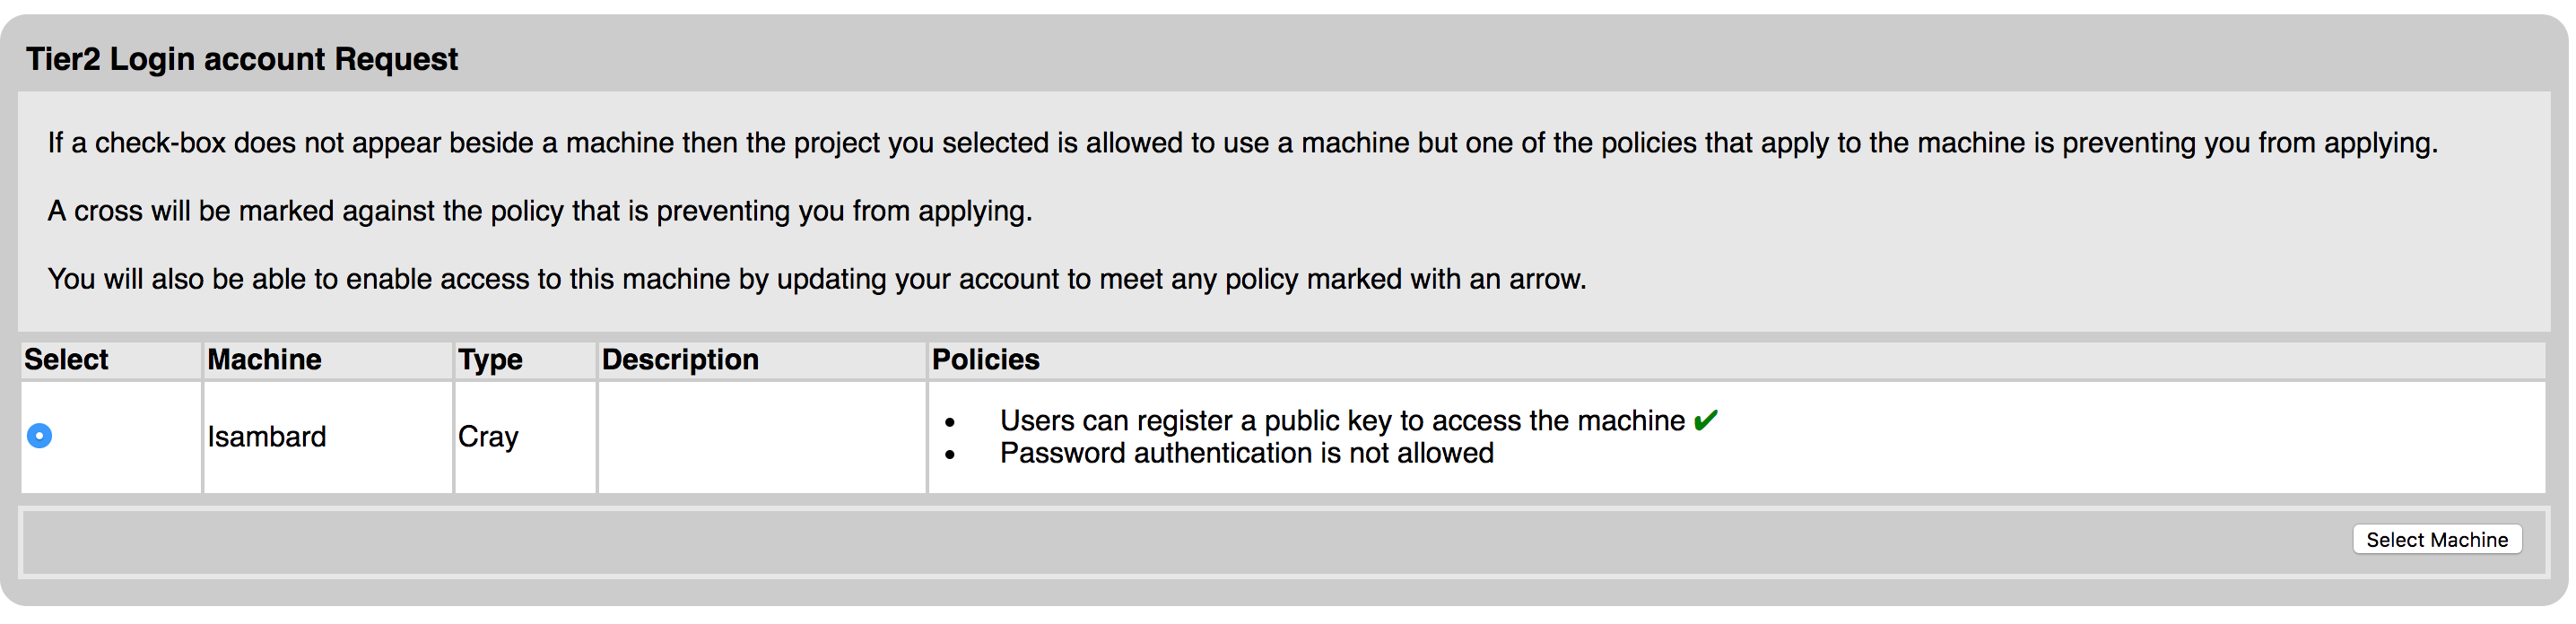 Tier2 Login account Request
If a check-box does not appear beside a machine then the project you selected is allowed to use a machine but one of the policies that apply to the machine is preventing you from applying.
A cross will be marked against the policy that is preventing you from applying.
You will also be able to enable access to this machine by updating your account to meet any policy marked with an arrow.
Select Machine Type Description Policies
Isambard Cray
• Users can register a public key to access the machine ✔
• Password authentication is not allowed
Select Machine